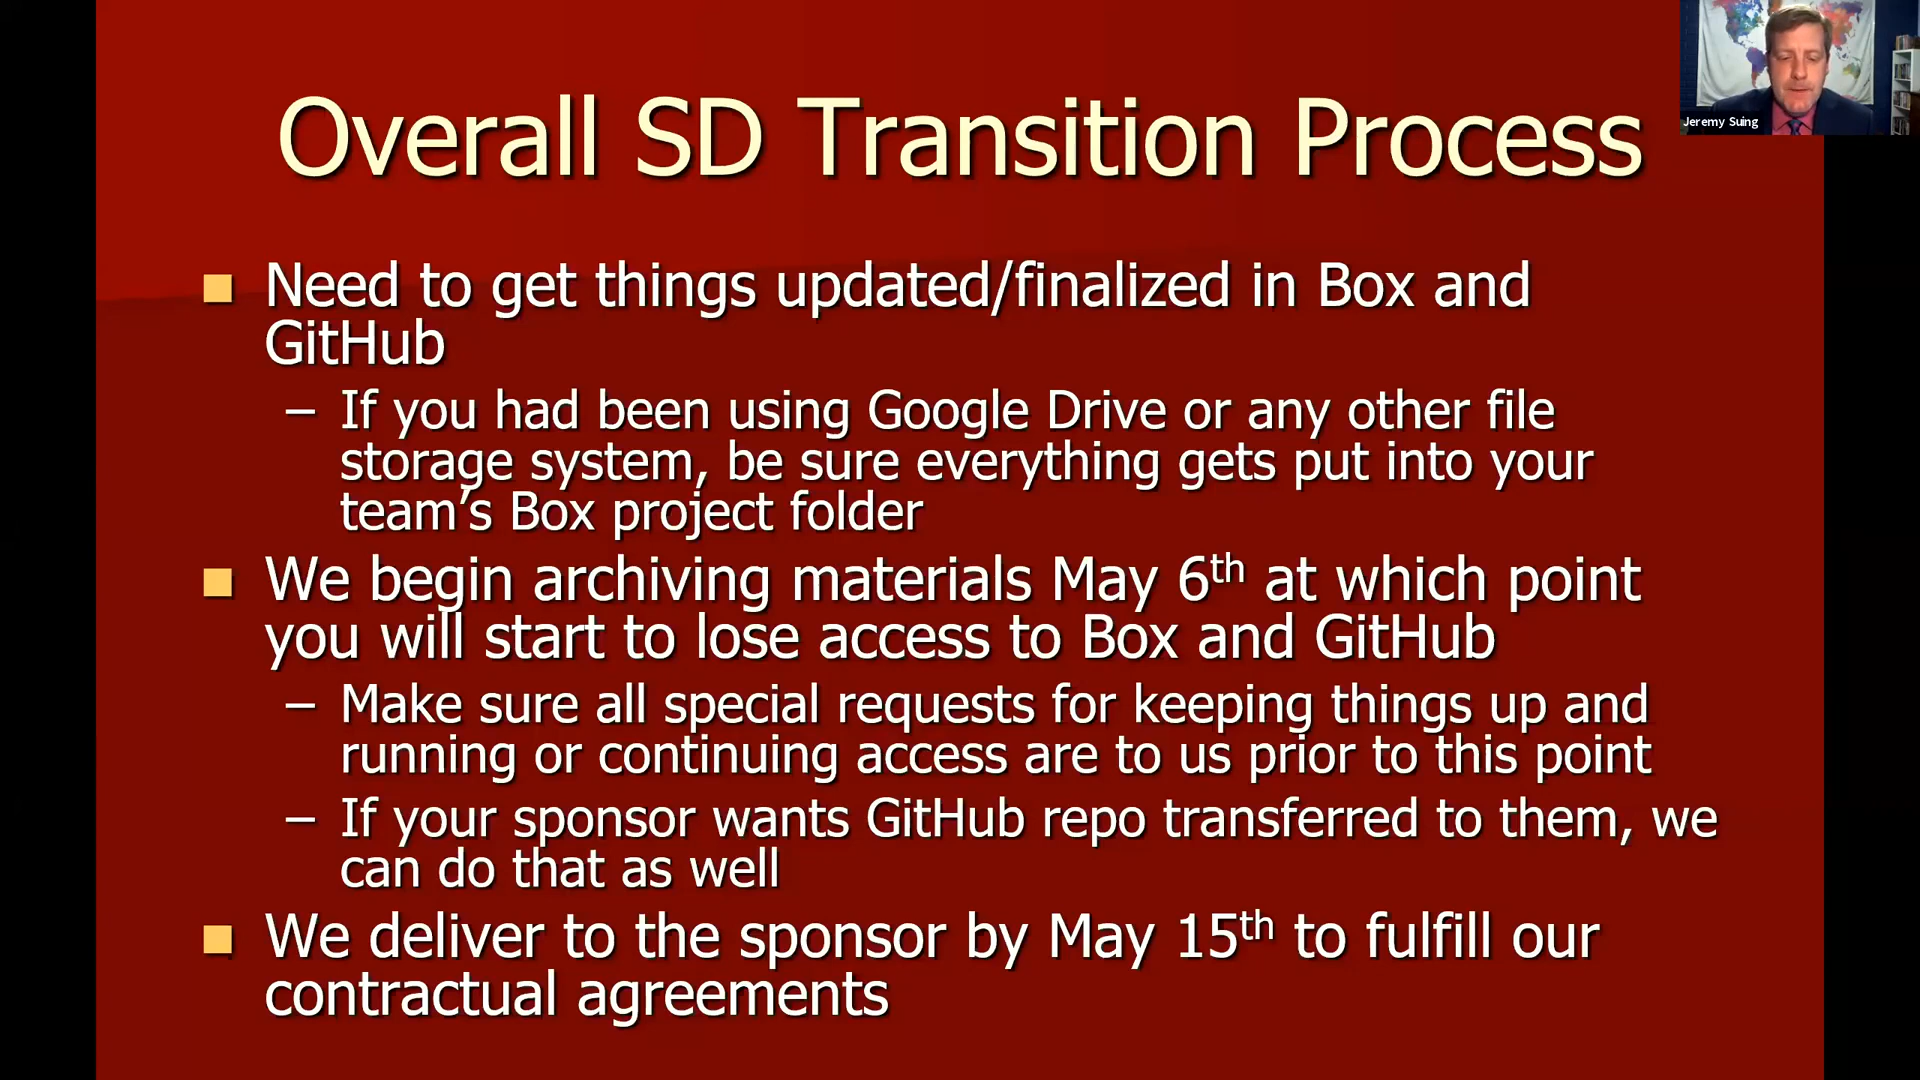 Overall SD Transition Process
Jeremy Suing
Need to get things updated/finalized in Box and
GitHub
– If you had been using Google Drive or any other file
storage system, be sure everything gets put into your
team’s Box project folder
We begin archiving materials May 6th at which point
you will start to lose access to Box and GitHub
– Make sure all special requests for keeping things up and
running or continuing access are to us prior to this point
– If your sponsor wants GitHub repo transferred to them, we
can do that as well
We deliver to the sponsor by May 15th to fulfill our
contractual agreements